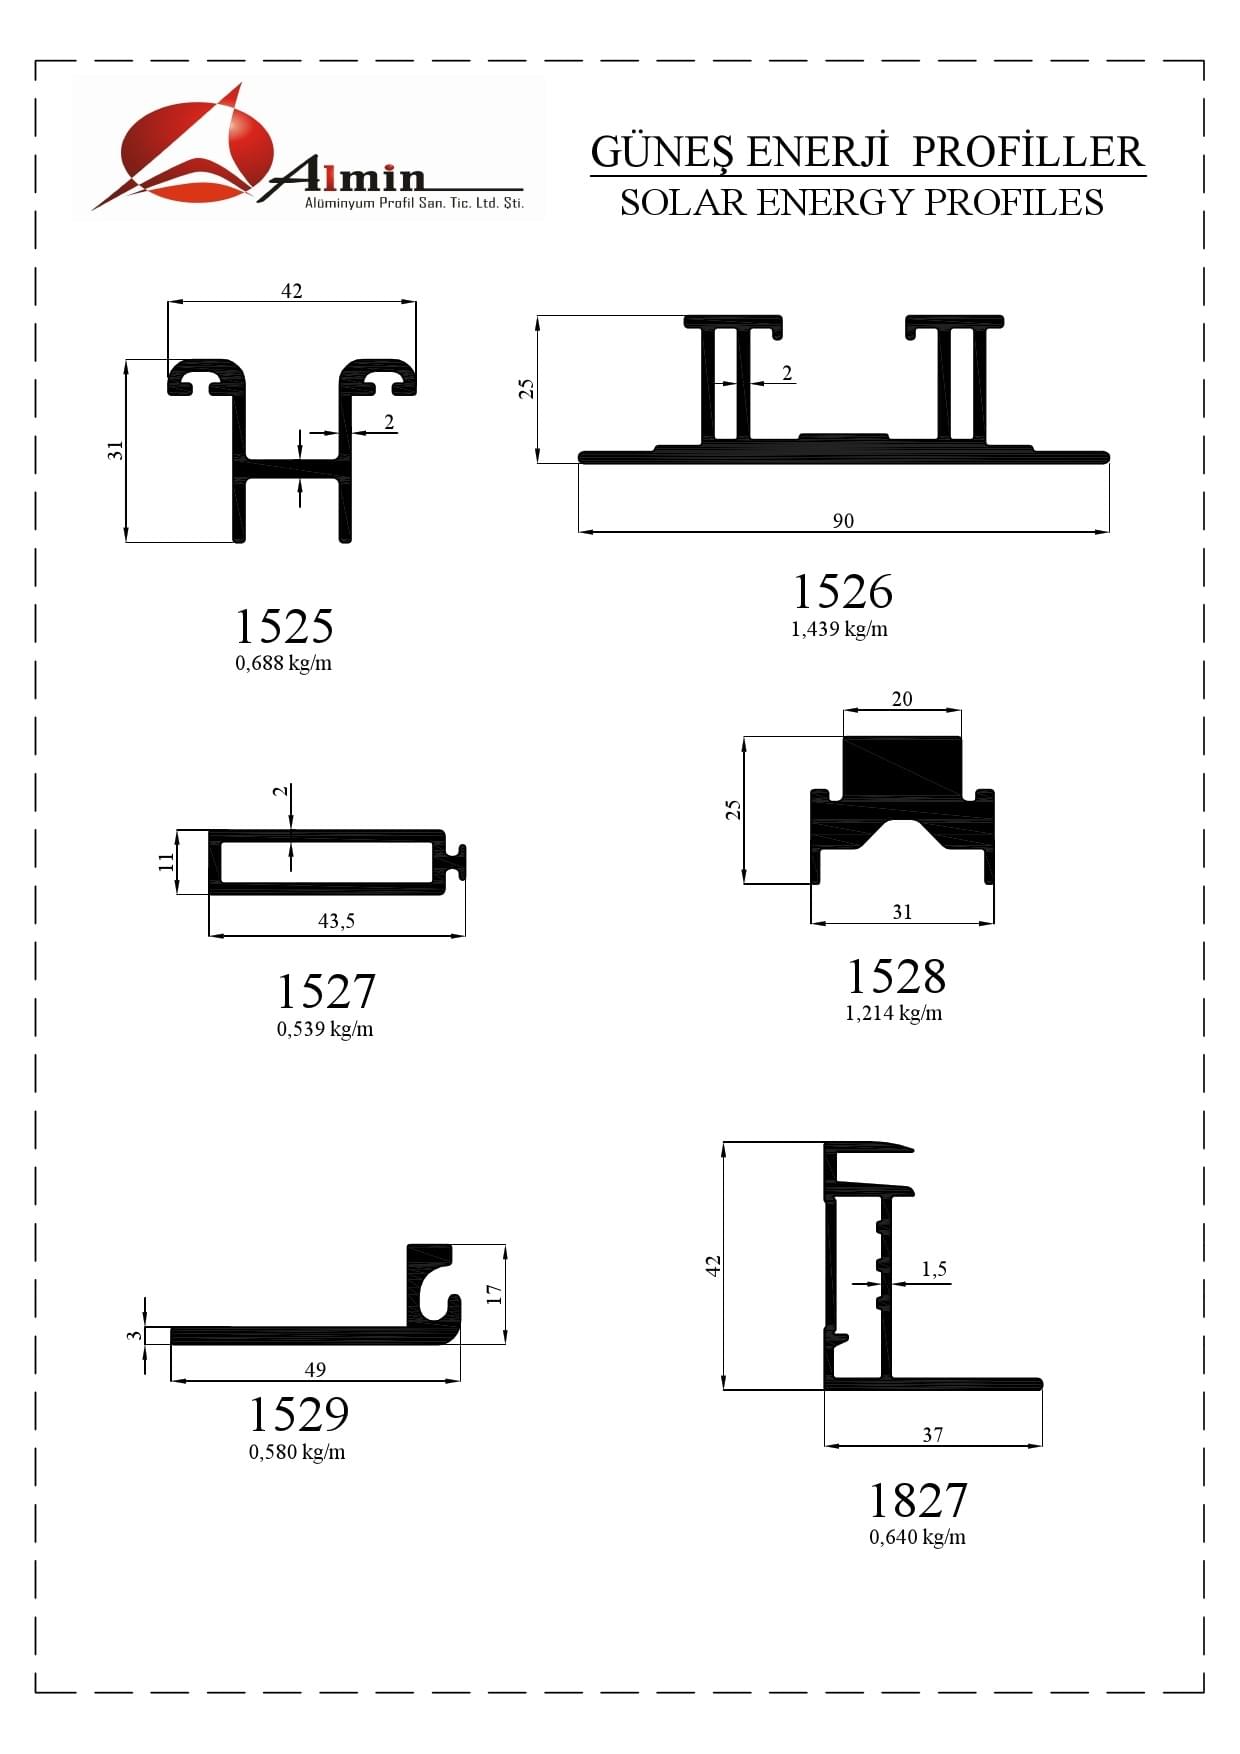 Almin
Alüminyum Profil San. Tic. Ltd. Şti.
GÜNEŞ ENERJİ PROFİLLER
SOLAR ENERGY PROFILES
42
31
2
1525
0,688 kg/m
25
2
90
1526
1,439 kg/m
2
11
43,5
1527
0,539 kg/m
20
25
31
1528
1,214 kg/m
17
3
49
1529
0,580 kg/m
42
1,5
37
1827
0,640 kg/m